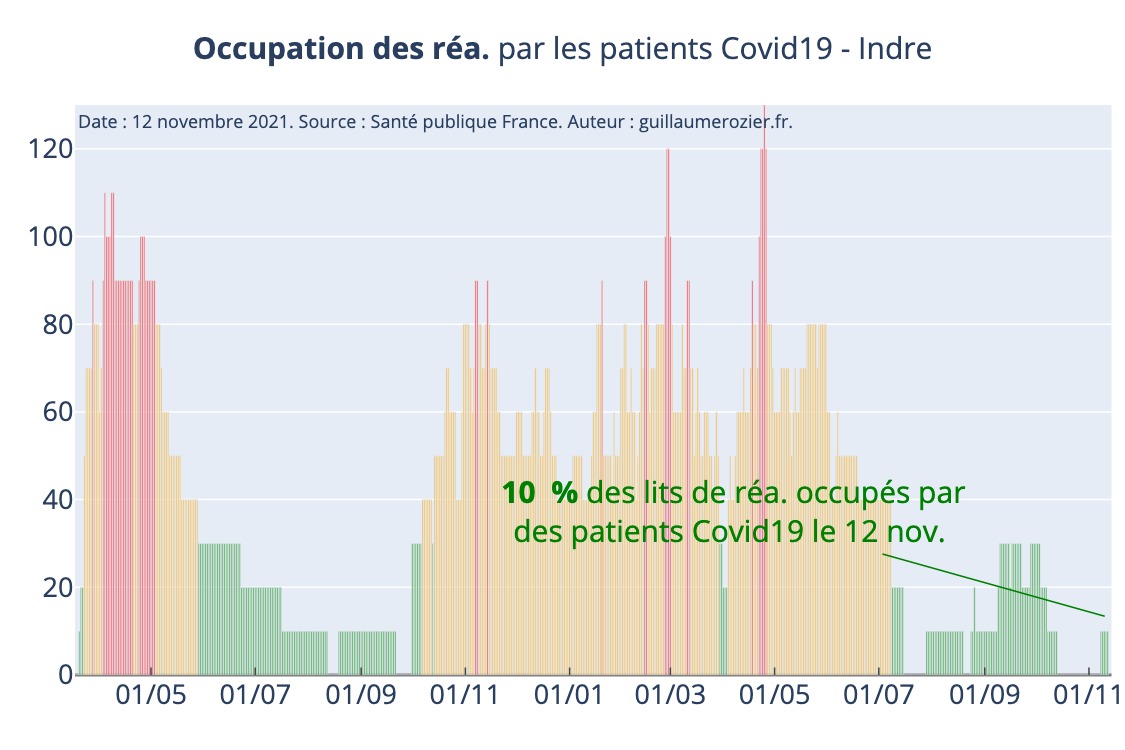 Occupation des réa. par les patients Covid19 - Indre
Date : 12 novembre 2021. Source : Santé publique France. Auteur : guillaumerozier.fr.
120
100
80
60
40
20
0
10 % des lits de réa. occupés par
des patients Covid19 le 12 nov.
01/05 01/07 01/09 01/11 01/01 01/03 01/05 01/07 01/09 01/11